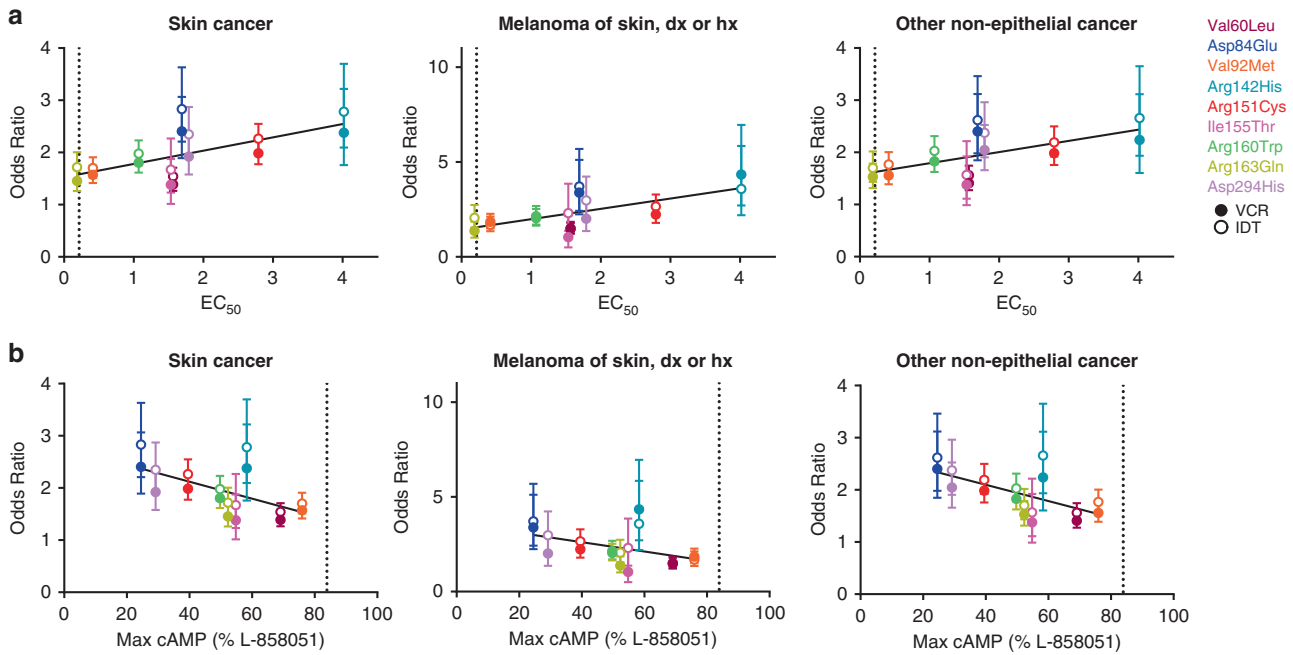 a
Skin cancer
Melanoma of skin, dx or hx
Other non-epithelial cancer
Odds Ratio
4
3
2
1
0
0 1 2 3 4
EC50
Odds Ratio
10
5
0
0 1 2 3 4
EC50
Odds Ratio
4
3
2
1
0
0 1 2 3 4
EC50
Val60Leu
Asp84Glu
Val92Met
Arg142His
Arg151Cys
Ile155Thr
Arg160Trp
Arg163Gln
Asp294His
VCR
IDT
b
Skin cancer
Melanoma of skin, dx or hx
Other non-epithelial cancer
Odds Ratio
4
3
2
1
0
0 20 40 60 80 100
Max cAMP (% L-858051)
Odds Ratio
10
5
0
0 20 40 60 80 100
Max cAMP (% L-858051)
Odds Ratio
4
3
2
1
0
0 20 40 60 80 100
Max cAMP (% L-858051)